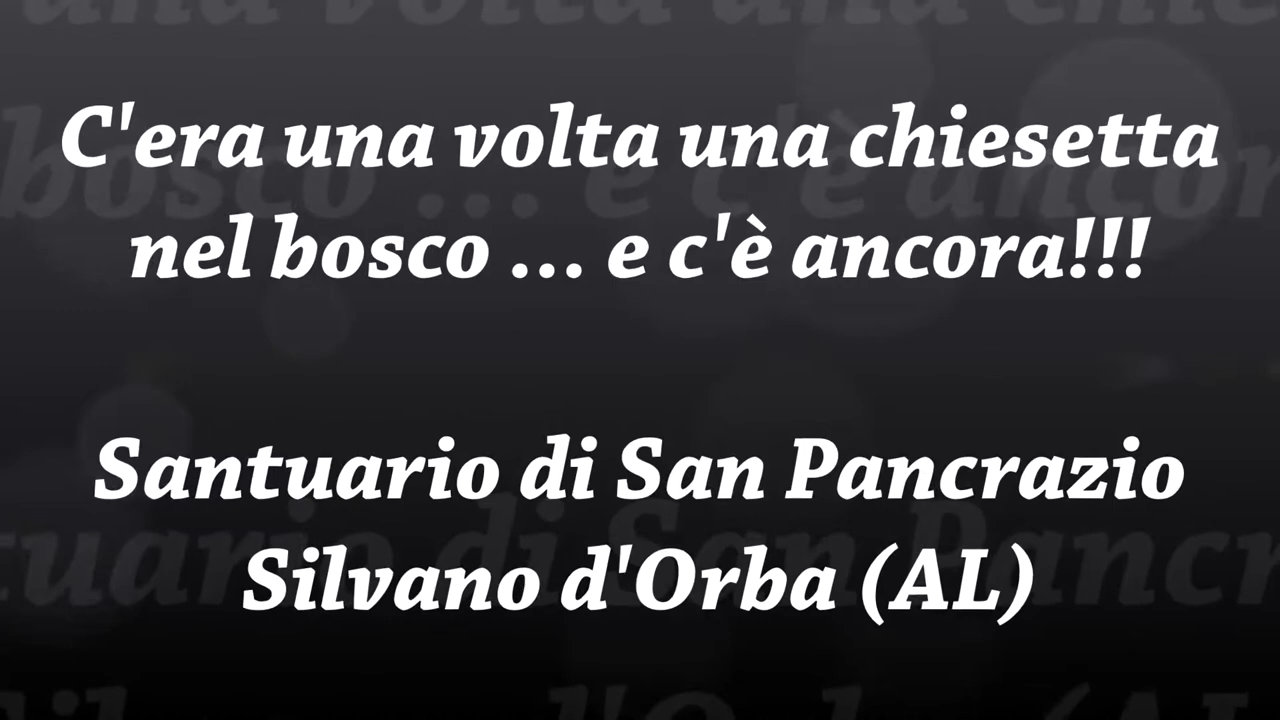 C'era una volta una chiesetta
nel bosco ... e c'è ancora!!!
Santuario di San Pancrazio
Silvano d'Orba (AL)